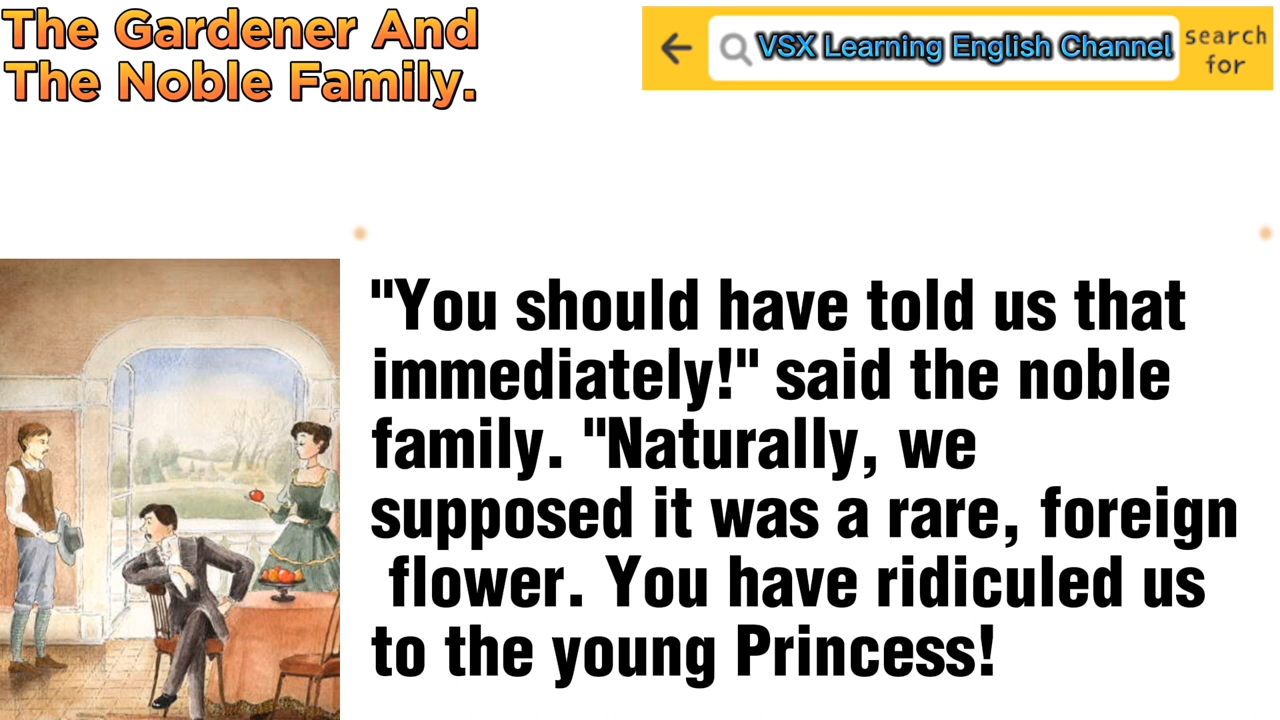 The Gardener And
The Noble Family.
VSX Learning English Channel
search
for
"You should have told us that
immediately!" said the noble
family. "Naturally, we
supposed it was a rare, foreign
flower. You have ridiculed us
to the young Princess!